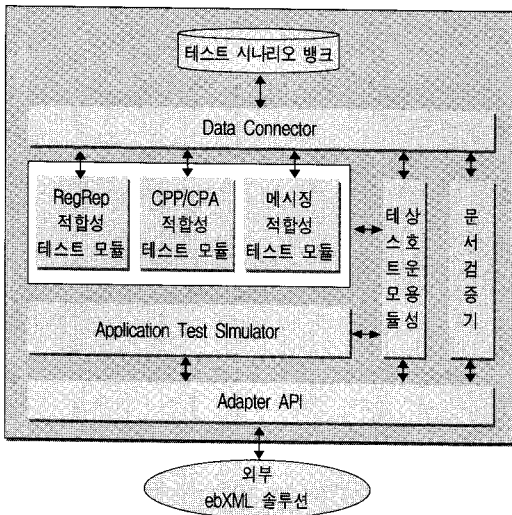 테스트 시나리오 뱅크
Data Connector
RegRep
적합성
테스트 모듈
CPP/CPA
적합성
테스트 모듈
메시징
적합성
테스트 모듈
상호운용성
테스트모듈
문서검증기
Application Test SImulator
Adapter API
외부
ebXML 솔루션